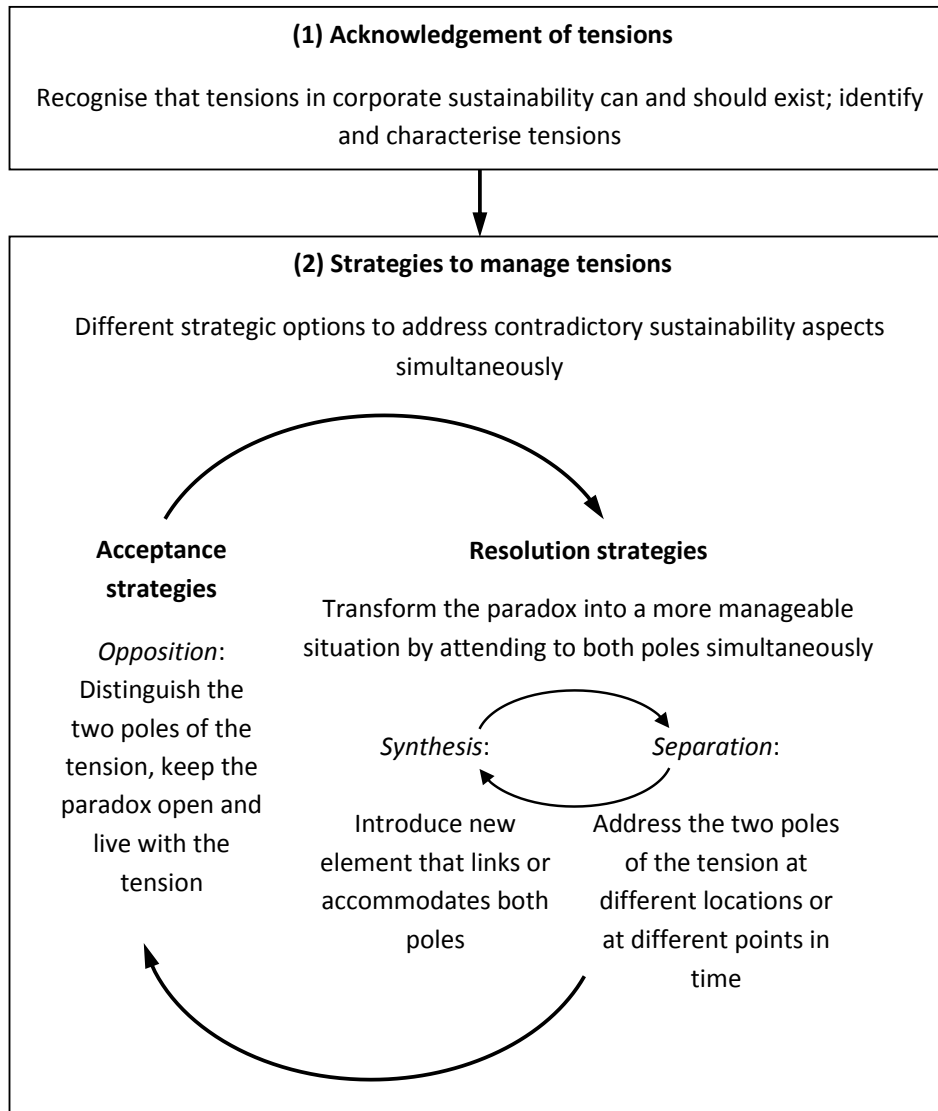 (1) Acknowledgement of tensions
Recognise that tensions in corporate sustainability can and should exist; identify
and characterise tensions
(2) Strategies to manage tensions
Different strategic options to address contradictory sustainability aspects
simultaneously
Acceptance
strategies
Opposition:
Distinguish the
two poles of the
tension, keep the
paradox open and
live with the
tension
Resolution strategies
Transform the paradox into a more manageable
situation by attending to both poles simultaneously
Synthesis:
Introduce new
element that links or
accommodates both
poles
Separation:
Address the two poles
of the tension at
different locations or
at different points in
time